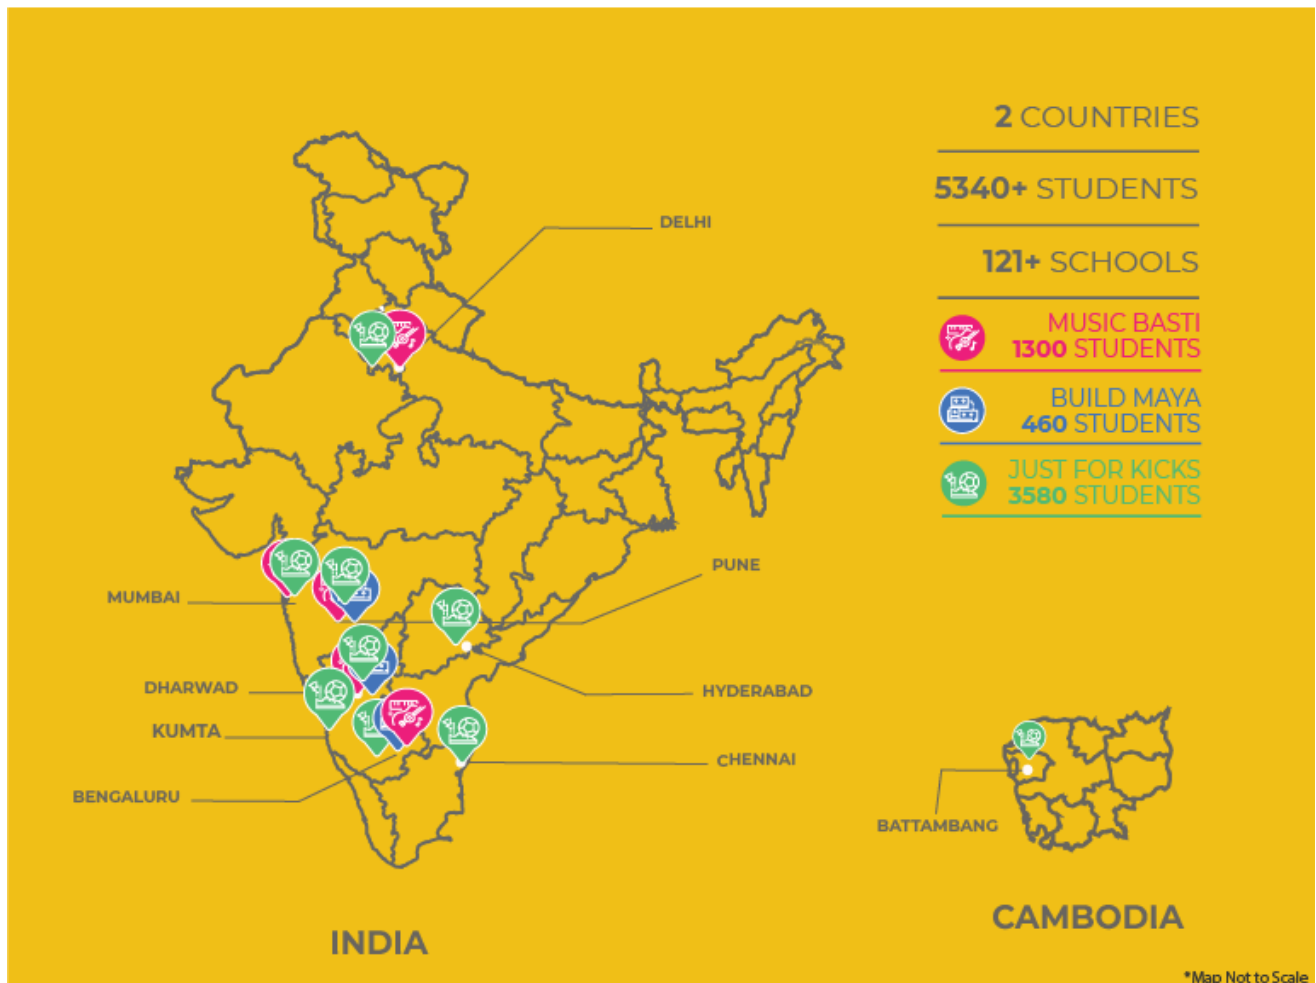 2 COUNTRIES
5340+ STUDENTS
121+ SCHOOLS
MUSIC BASTI
1300 STUDENTS
BUILD MAYA
460 STUDENTS
JUST FOR KICKS
3580 STUDENTS
DELHI
PUNE
MUMBAI
DHARWAD
HYDERABAD
KUMTA
CHENNAI
BENGALURU
BATTAMBANG
INDIA
CAMBODIA
*Map Not to Scale